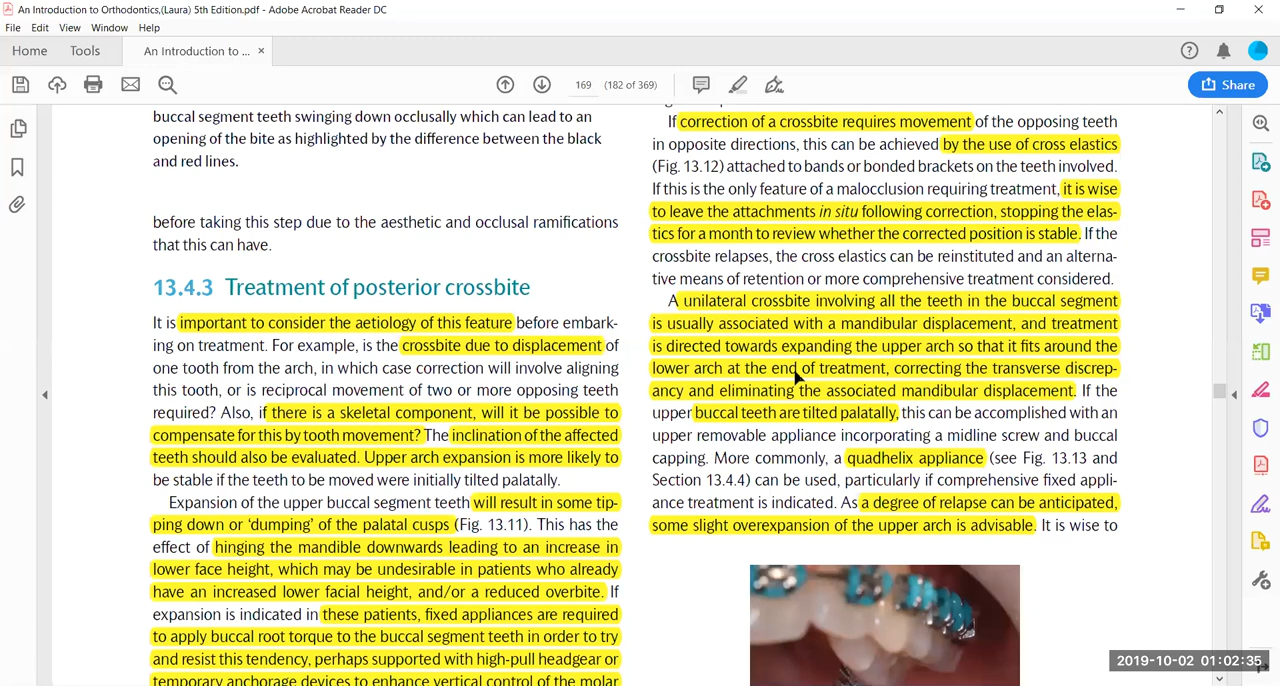 An Introduction to Orthodontics,(Laura) 5th Edition.pdf - Adobe Acrobat Reader DC
File Edit View Window Help
Home Tools An Introduction to ... ×
169 (182 of 369)
Share
buccal segment teeth swinging down occlusally which can lead to an
opening of the bite as highlighted by the difference between the black
and red lines.
before taking this step due to the aesthetic and occlusal ramifications
that this can have.
13.4.3 Treatment of posterior crossbite
It is important to consider the aetiology of this feature before embark-
ing on treatment. For example, is the crossbite due to displacement of
one tooth from the arch, in which case correction will involve aligning
this tooth, or is reciprocal movement of two or more opposing teeth
required? Also, if there is a skeletal component, will it be possible to
compensate for this by tooth movement? The inclination of the affected
teeth should also be evaluated. Upper arch expansion is more likely to
be stable if the teeth to be moved were initially tilted palatally.
Expansion of the upper buccal segment teeth will result in some tip-
ping down or ‘dumping’ of the palatal cusps (Fig. 13.11). This has the
effect of hinging the mandible downwards leading to an increase in
lower face height, which may be undesirable in patients who already
have an increased lower facial height, and/or a reduced overbite. If
expansion is indicated in these patients, fixed appliances are required
to apply buccal root torque to the buccal segment teeth in order to try
and resist this tendency, perhaps supported with high-pull headgear or
temporary anchorage devices to enhance vertical control of the molar
If correction of a crossbite requires movement of the opposing teeth
in opposite directions, this can be achieved by the use of cross elastics
(Fig. 13.12) attached to bands or bonded brackets on the teeth involved.
If this is the only feature of a malocclusion requiring treatment, it is wise
to leave the attachments in situ following correction, stopping the elas-
tics for a month to review whether the corrected position is stable. If the
crossbite relapses, the cross elastics can be reinstituted and an alterna-
tive means of retention or more comprehensive treatment considered.
A unilateral crossbite involving all the teeth in the buccal segment
is usually associated with a mandibular displacement, and treatment
is directed towards expanding the upper arch so that it fits around the
lower arch at the end of treatment, correcting the transverse discrep-
ancy and eliminating the associated mandibular displacement. If the
upper buccal teeth are tilted palatally, this can be accomplished with an
upper removable appliance incorporating a midline screw and buccal
capping. More commonly, a quadhelix appliance (see Fig. 13.13 and
Section 13.4.4) can be used, particularly if comprehensive fixed appli-
ance treatment is indicated. As a degree of relapse can be anticipated,
some slight overexpansion of the upper arch is advisable. It is wise to
2019-10-02 01:02:35